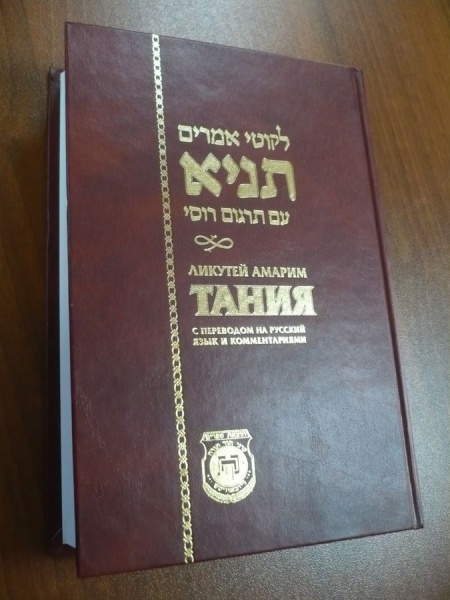 לקוטי אמרים
תניא
עם תרגום רוסי
ЛИКУТЕЙ АМАРИМ
ТАНИЯ
С ПЕРЕВОДОМ НА РУССКИЙ
ЯЗЫК И КОММЕНТАРИЯМИ